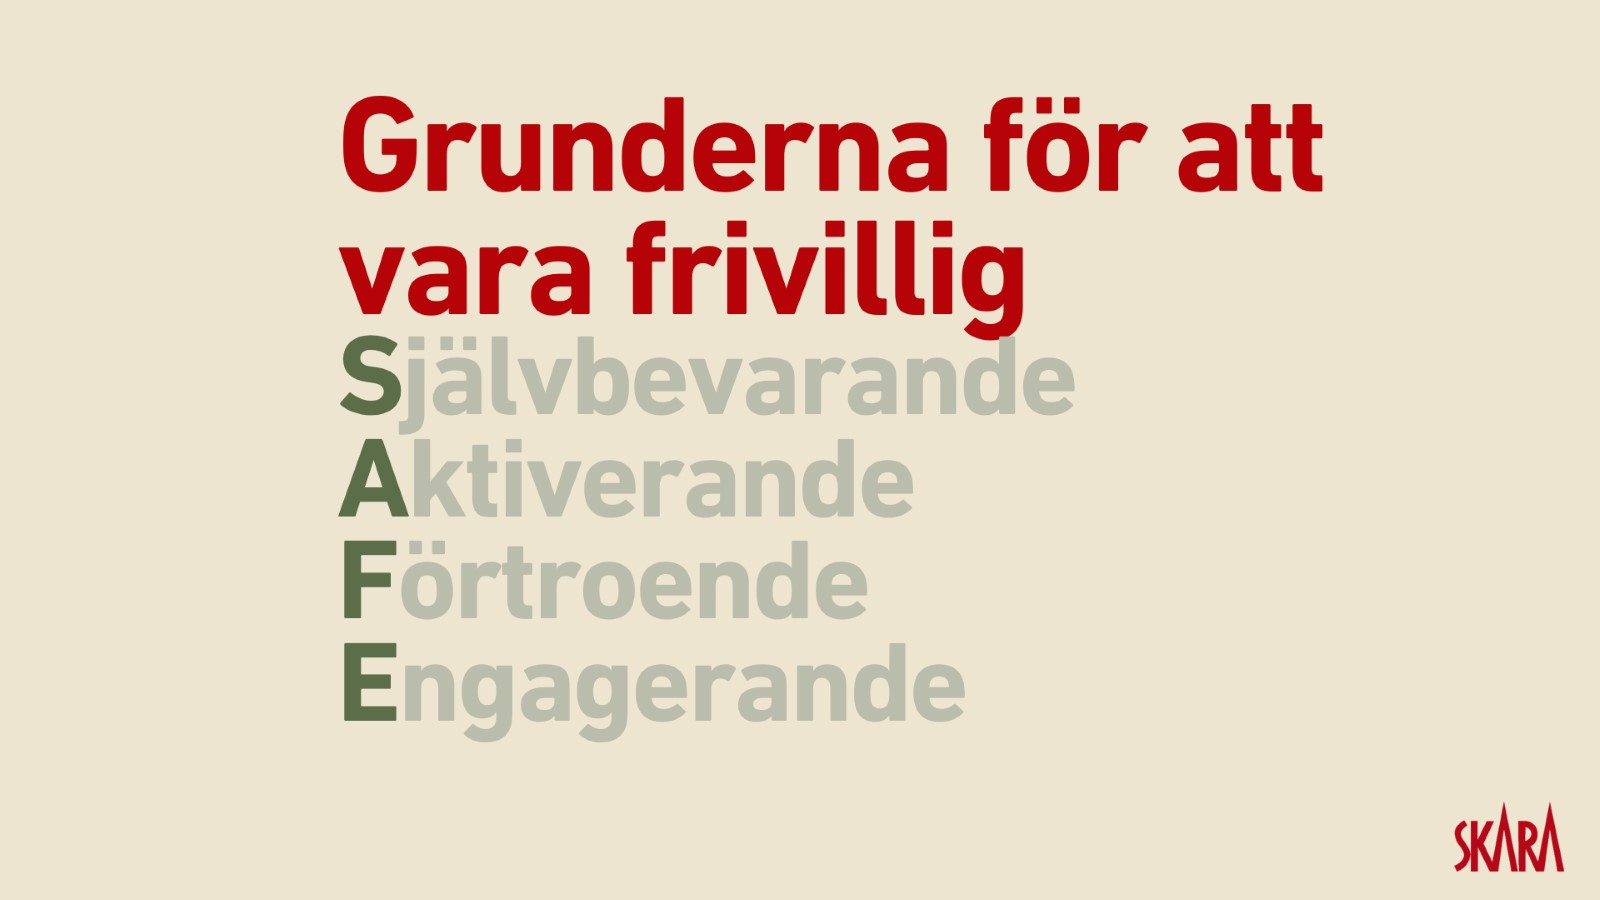 Grunderna för att
vara frivillig
Självbevarande
Aktiverande
Förtroende
Engagerande
SKARA